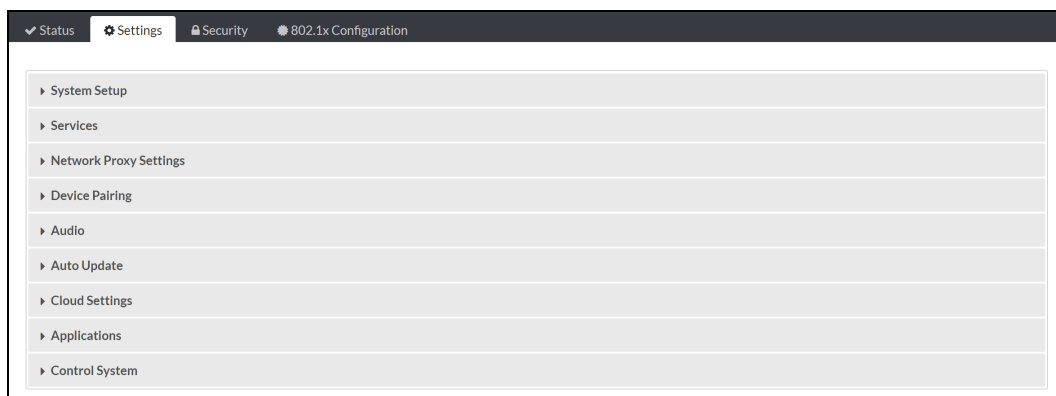 Status Settings Security 802.1x Configuration
System Setup
Services
Network Proxy Settings
Device Pairing
Audio
Auto Update
Cloud Settings
Applications
Control System